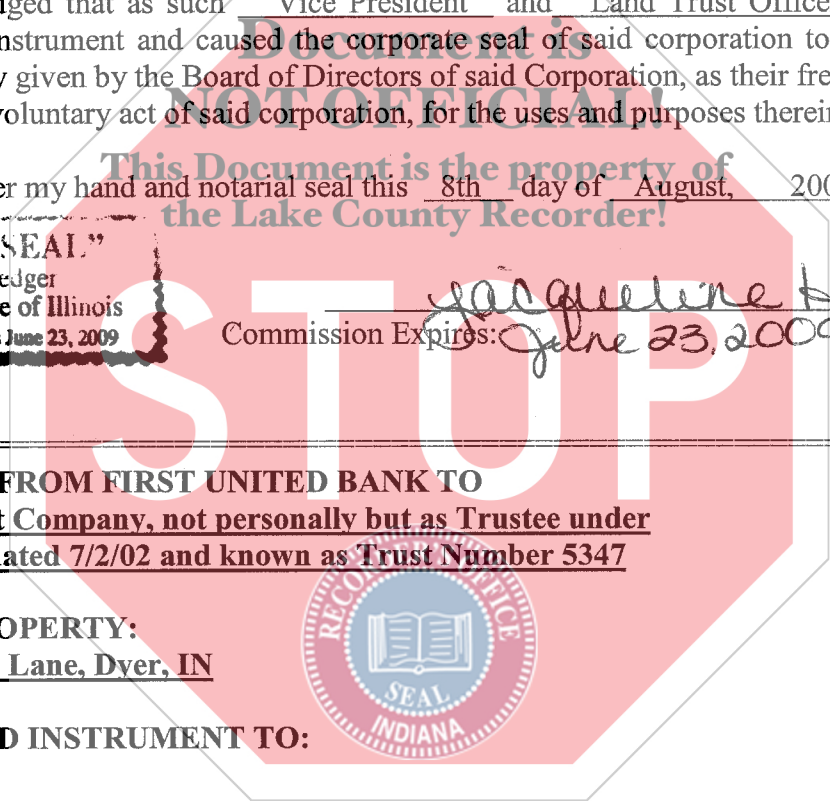 ged that as such Vice President and Land Trust Office
Document is
nstrument and caused the corporate seal of said corporation to
y given by the Board of Directors of said Corporation, as their fre
NOT OFFICIAL!
voluntary act of said corporation, for the uses and purposes therein
This Document is the property of
er my hand and notarial seal this 8th day of August, 200
the Lake County Recorder!
SEAL”
edger
e of Illinois
June 23, 2009
Jacqueline H
Commission Expires: June 23, 2009
STOP
FROM FIRST UNITED BANK TO
t Company, not personally but as Trustee under
ated 7/2/02 and known as Trust Number 5347
RECORDER'S OFFICE
SEAL
INDIANA
OPERTY:
Lane, Dyer, IN
D INSTRUMENT TO: